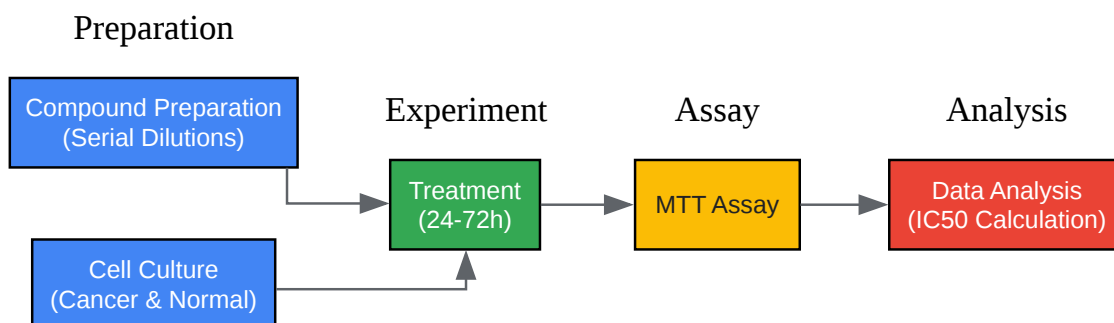 Preparation
Compound Preparation
(Serial Dilutions)
Cell Culture
(Cancer & Normal)
Experiment
Treatment
(24-72h)
Assay
MTT Assay
Analysis
Data Analysis
(IC50 Calculation)